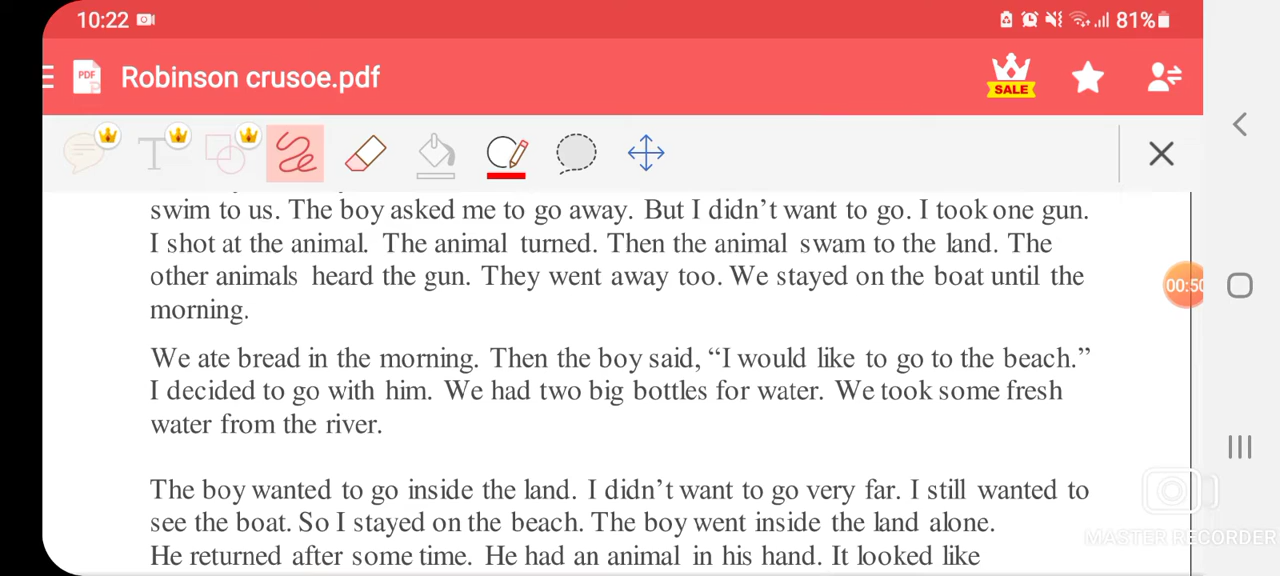 10:22 81%
PDF Robinson crusoe.pdf SALE
T
swim to us. The boy asked me to go away. But I didn't want to go. I took one gun.
I shot at the animal. The animal turned. Then the animal swam to the land. The
other animals heard the gun. They went away too. We stayed on the boat until the
00:50
morning.
We ate bread in the morning. Then the boy said, “I would like to go to the beach.”
I decided to go with him. We had two big bottles for water. We took some fresh
water from the river.
The boy wanted to go inside the land. I didn't want to go very far. I still wanted to
see the boat. So I stayed on the beach. The boy went inside the land alone.
MASTER RECORDER
He returned after some time. He had an animal in his hand. It looked like